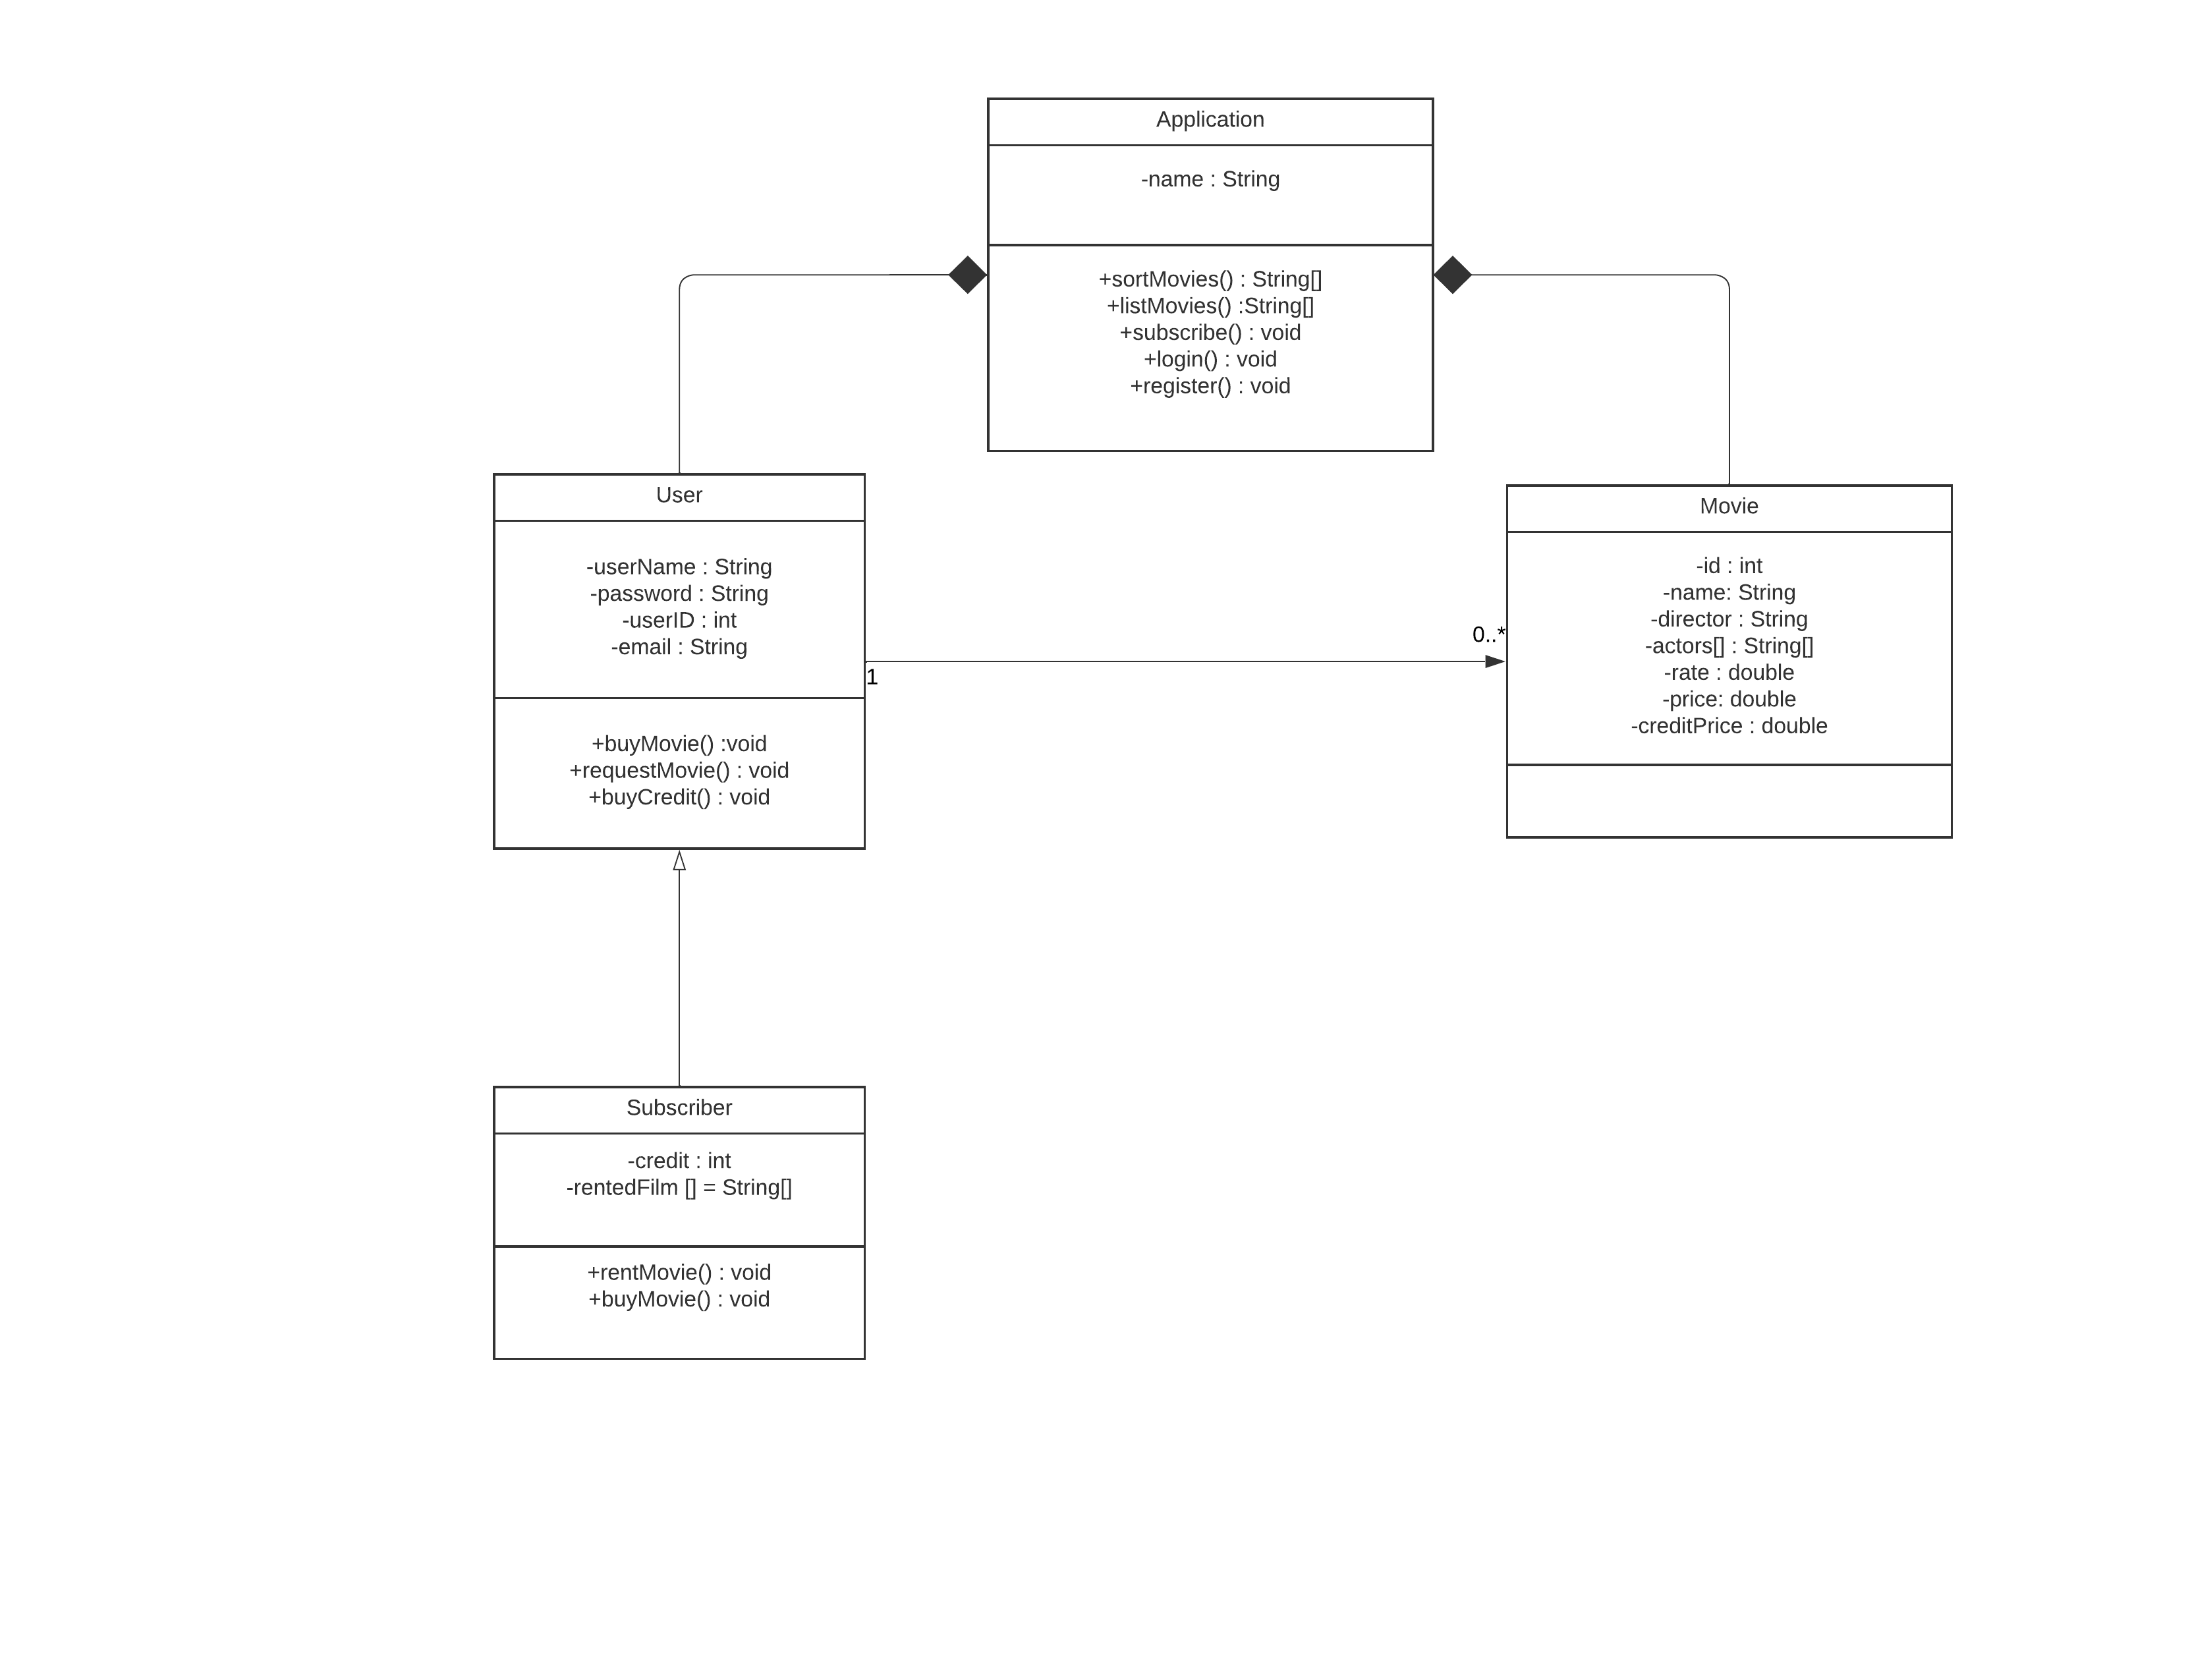 Application
-name : String
+sortMovies() : String[]
+listMovies() :String[]
+subscribe() : void
+login() : void
+register() : void
User
-userName : String
-password : String
-userID : int
-email : String
+buyMovie() :void
+requestMovie() : void
+buyCredit() : void
1
0..*
Movie
-id : int
-name: String
-director : String
-actors[] : String[]
-rate : double
-price: double
-creditPrice : double
Subscriber
-credit : int
-rentedFilm [] = String[]
+rentMovie() : void
+buyMovie() : void